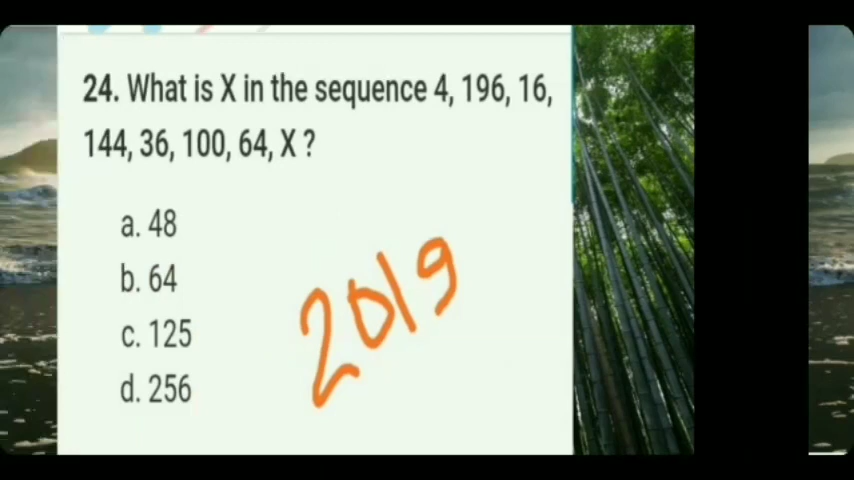 24. What is X in the sequence 4, 196, 16,
144, 36, 100, 64, X ?
a. 48
b. 64
c. 125
d. 256
2019